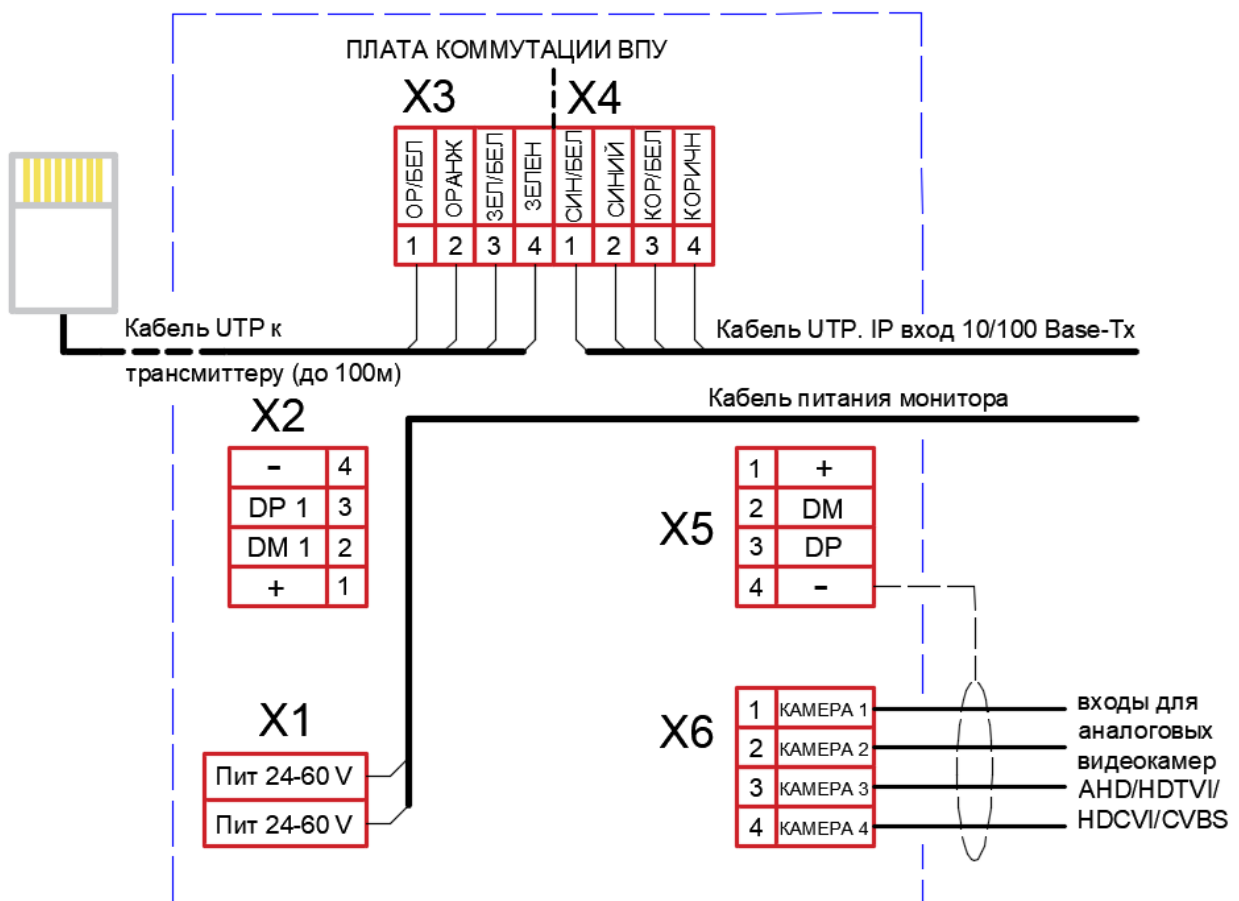 ПЛАТА КОММУТАЦИИ ВПУ
X3
X4
ОР/БЕЛ
ОРАНЖ
ЗЕЛ/БЕЛ
ЗЕЛЕН
СИН/БЕЛ
СИНИЙ
КОР/БЕЛ
КОРИЧН
1 2 3 4 1 2 3 4
Кабель UTP к
трансмиттеру (до 100м)
Кабель UTP. IP вход 10/100 Base-Tx
Кабель питания монитора
X2
- 4
DP 1 3
DM 1 2
+ 1
X5
1 +
2 DM
3 DP
4 -
X1
Пит 24-60 V
Пит 24-60 V
X6
1 КАМЕРА 1
2 КАМЕРА 2
3 КАМЕРА 3
4 КАМЕРА 4
входы для
аналоговых
видеокамер
AHD/HDTVI/
HDCVI/CVBS